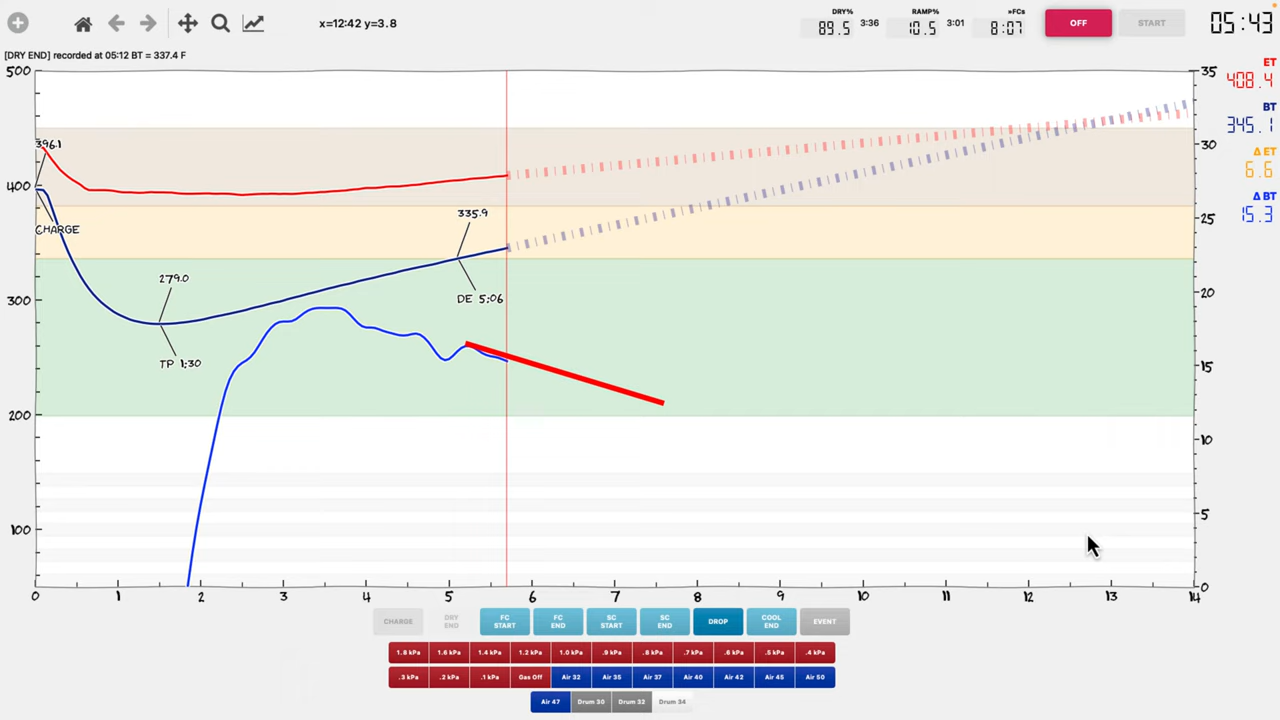 x=12:42 y=3.8
DRY% RAMP% »FCs
89.5 3:36 10.5 3:01 8:07
OFF START 05:43
[DRY END] recorded at 05:12 BT = 337.4 F
500 35
ET
408.4
BT
345.1
Δ ET
6.6
Δ BT
15.3
396.1
30
400
335.9
25
CHARGE
279.0
300 DE 5:06 20
TP 1:30
15
200
10
100
5
0
0 1 2 3 4 5 6 7 8 9 10 11 12 13 14
CHARGE DRY END FC START FC END SC START SC END DROP COOL END EVENT
1.8 kPa 1.6 kPa 1.4 kPa 1.2 kPa 1.0 kPa .9 kPa .8 kPa .7 kPa .6 kPa .5 kPa .4 kPa
.3 kPa .2 kPa .1 kPa Gas Off Air 32 Air 35 Air 37 Air 40 Air 42 Air 45 Air 50
Air 47 Drum 30 Drum 32 Drum 34